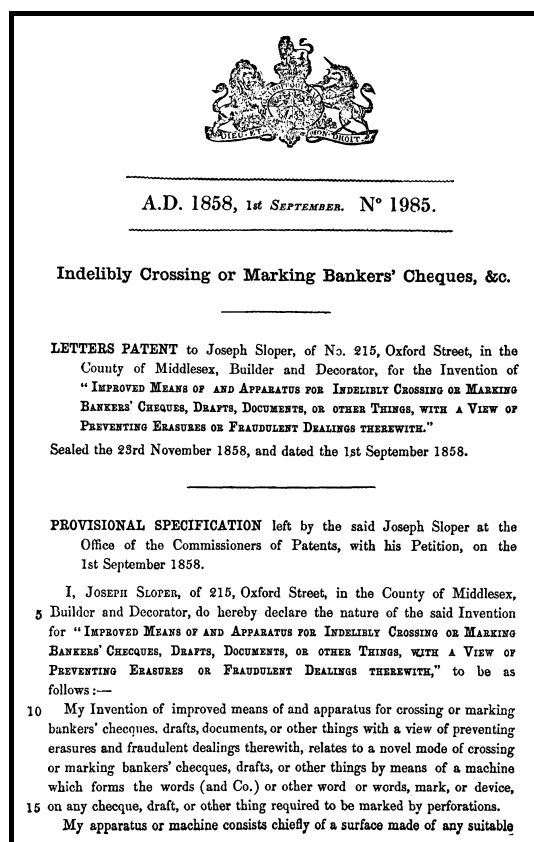 DIEU·ET· MON·DROIT.
A.D. 1858, 1st SEPTEMBER. N° 1985.
Indelibly Crossing or Marking Bankers' Cheques, &c.
LETTERS PATENT to Joseph Sloper, of No. 215, Oxford Street, in the
County of Middlesex, Builder and Decorator, for the Invention of
"IMPROVED MEANS OF AND APPARATUS FOR INDELIBLY CROSSING OR MARKING
BANKERS' CHEQUES, DRAFTS, DOCUMENTS, OR OTHER THINGS, WITH A VIEW OF
PREVENTING ERASURES OR FRAUDULENT DEALINGS THEREWITH."
Sealed the 23rd November 1858, and dated the 1st September 1858.
PROVISIONAL SPECIFICATION left by the said Joseph Sloper at the
Office of the Commissioners of Patents, with his Petition, on the
1st September 1858.
I, JOSEPH SLOPER, of 215, Oxford Street, in the County of Middlesex,
5 Builder and Decorator, do hereby declare the nature of the said Invention
for "IMPROVED MEANS OF AND APPARATUS FOR INDELIBLY CROSSING OR MARKING
BANKERS' CHECQUES, DRAFTS, DOCUMENTS, OR OTHER THINGS, WITH A VIEW OF
PREVENTING ERASURES OR FRAUDULENT DEALINGS THEREWITH," to be as
follows:—
10 My Invention of improved means of and apparatus for crossing or marking
bankers' checques, drafts, documents, or other things with a view of preventing
erasures and fraudulent dealings therewith, relates to a novel mode of crossing
or marking bankers' checques, drafts, or other things by means of a machine
which forms the words (and Co.) or other word or words, mark, or device,
15 on any checque, draft, or other thing required to be marked by perforations.
My apparatus or machine consists chiefly of a surface made of any suitable